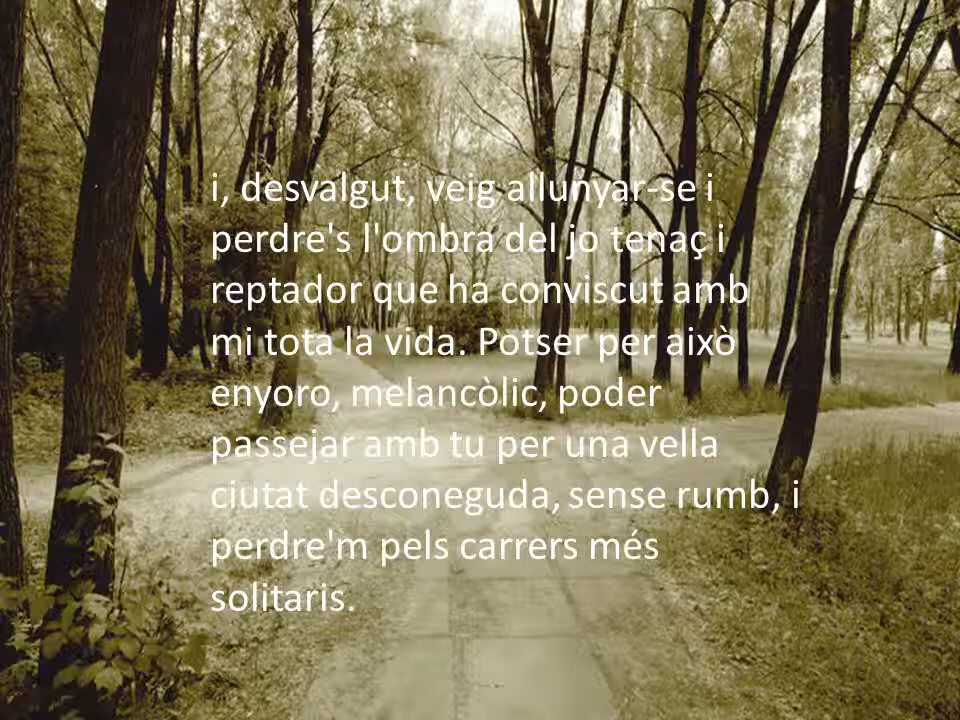 i, desvalgut, veig allunyar-se i
perdre's l'ombra del jo tenaç i
reptador que ha conviscut amb
mi tota la vida. Potser per això
enyoro, melancòlic, poder
passejar amb tu per una vella
ciutat desconeguda, sense rumb, i
perdre'm pels carrers més
solitaris.